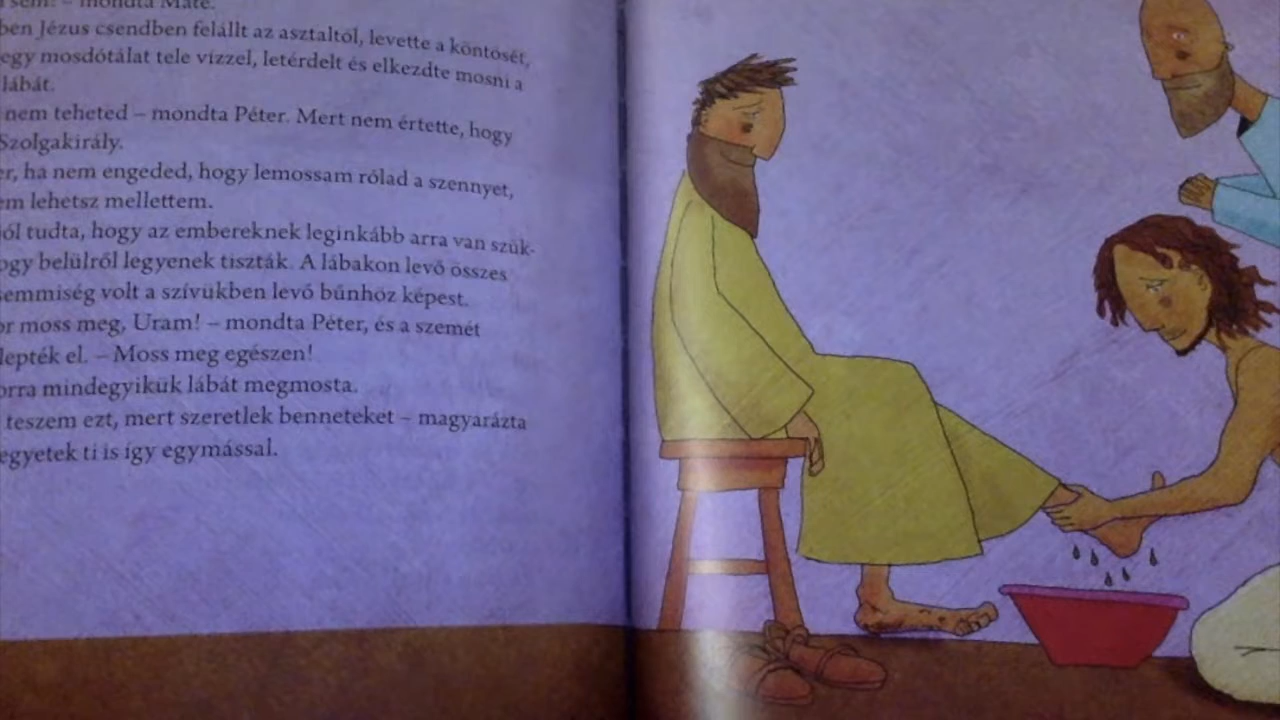 sem! – mondta Máté.
ben Jézus csendben felállt az asztaltól, levette a köntösét,
egy mosdótálat tele vízzel, letérdelt és elkezdte mosni a
lábát.
nem teheted – mondta Péter. Mert nem értette, hogy
Szolgakirály.
er, ha nem engeded, hogy lemossam rólad a szennyet,
em lehetsz mellettem.
ól tudta, hogy az embereknek leginkább arra van szük-
ogy belülről legyenek tiszták. A lábakon levő összes
semmiség volt a szívükben levő bűnhöz képest.
or moss meg, Uram! – mondta Péter, és a szemét
lepték el. – Moss meg egészen!
orra mindegyikük lábát megmosta.
teszem ezt, mert szeretlek benneteket – magyarázta
egyetek ti is így egymással.